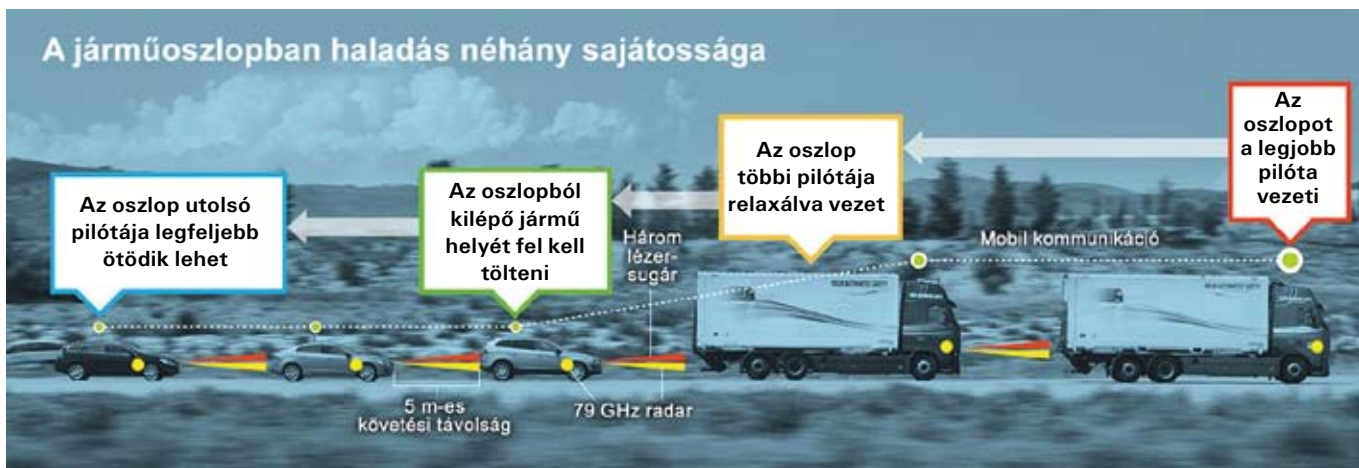 A járműoszlopban haladás néhány sajátossága
Az oszlop utolsó
pilótája legfeljebb
ötödik lehet
Az oszlopból
kilépő jármű
helyét fel kell
tölteni
Az oszlop
többi pilótája
relaxálva vezet
Az
oszlopot
a legjobb
pilóta
vezeti
Három
lézer-
sugár
Mobil kommunikáció
5 m-es
követési távolság
79 GHz radar